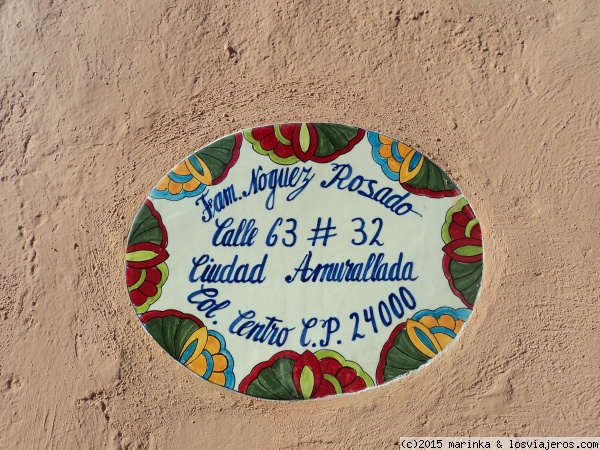 Fam. Noguez Rosado
Calle 63 # 32
Ciudad Amurallada
Col. Centro C.P. 24000
(c)2015 marinka & losviajeros.com